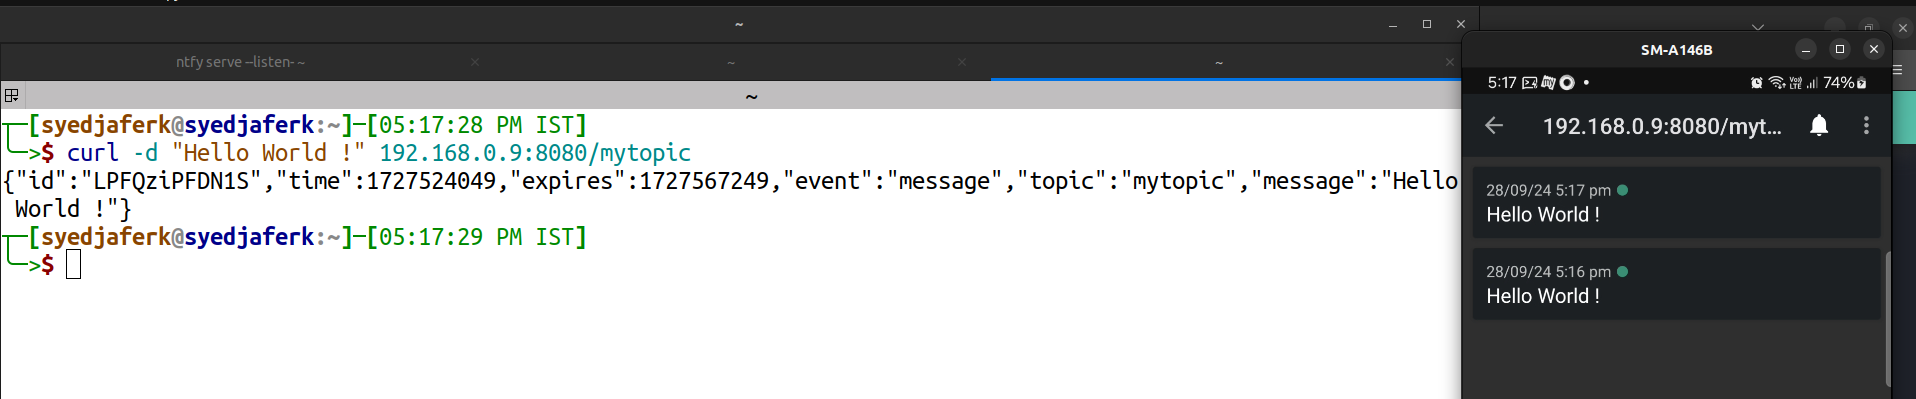 ~
ntfy serve --listen- ~
~
~
~
[syedjaferk@syedjaferk:~]-[05:17:28 PM IST]
>$ curl -d "Hello World !" 192.168.0.9:8080/mytopic
{"id":"LPFQziPFDN1S","time":1727524049,"expires":1727567249,"event":"message","topic":"mytopic","message":"Hello
World !"}
[syedjaferk@syedjaferk:~]-[05:17:29 PM IST]
>$
SM-A146B
5:17 74%
192.168.0.9:8080/myt...
28/09/24 5:17 pm
Hello World !
28/09/24 5:16 pm
Hello World !